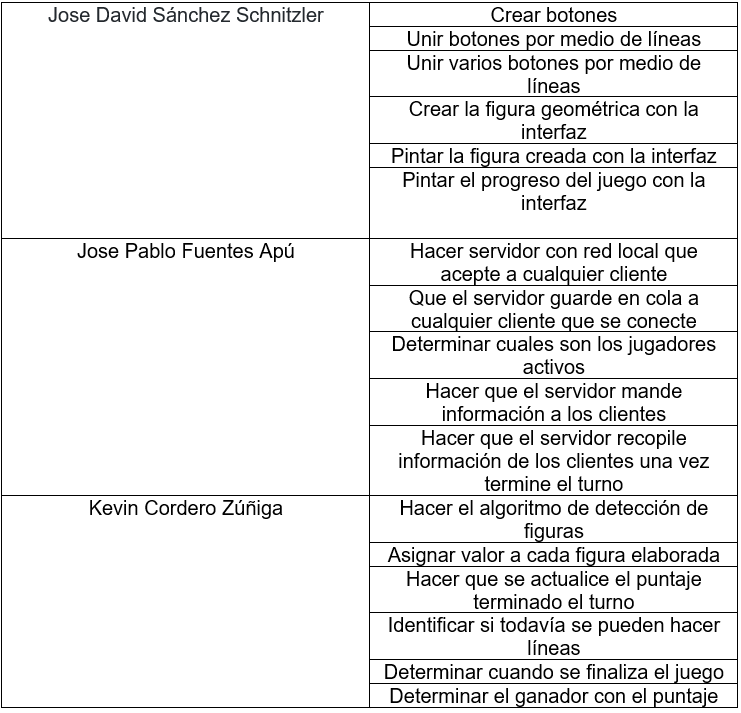 Jose David Sánchez Schnitzler
Crear botones
Unir botones por medio de líneas
Unir varios botones por medio de
líneas
Crear la figura geométrica con la
interfaz
Pintar la figura creada con la interfaz
Pintar el progreso del juego con la
interfaz
Jose Pablo Fuentes Apú
Hacer servidor con red local que
acepte a cualquier cliente
Que el servidor guarde en cola a
cualquier cliente que se conecte
Determinar cuales son los jugadores
activos
Hacer que el servidor mande
información a los clientes
Hacer que el servidor recopile
información de los clientes una vez
termine el turno
Kevin Cordero Zúñiga
Hacer el algoritmo de detección de
figuras
Asignar valor a cada figura elaborada
Hacer que se actualice el puntaje
terminado el turno
Identificar si todavía se pueden hacer
líneas
Determinar cuando se finaliza el juego
Determinar el ganador con el puntaje